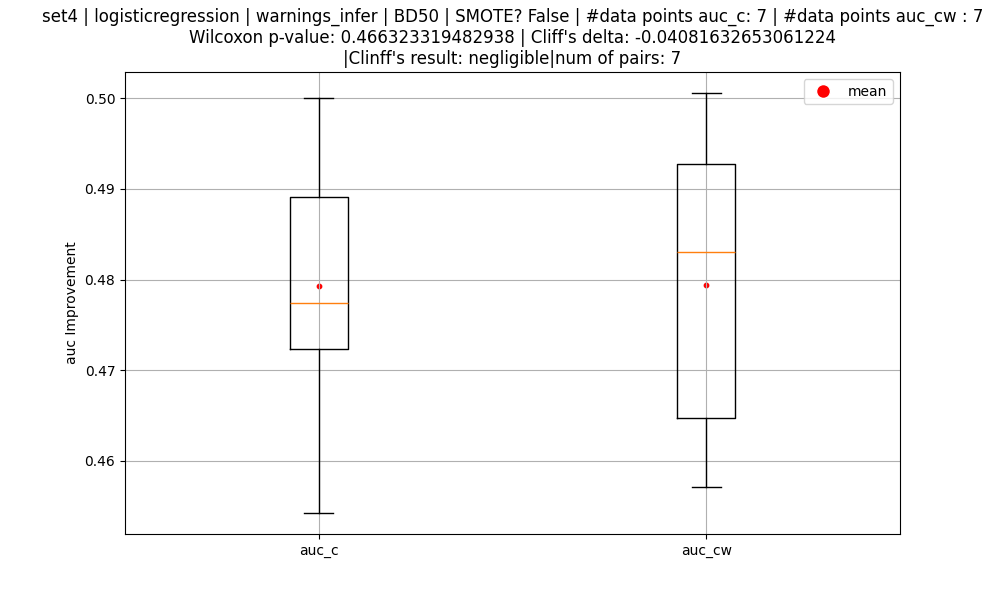 set4 | logisticregression | warnings_infer | BD50 | SMOTE? False | #data points auc_c: 7 | #data points auc_cw : 7
Wilcoxon p-value: 0.466323319482938 | Cliff's delta: -0.04081632653061224
|Clinff's result: negligible|num of pairs: 7
mean
0.50
0.49
0.48
0.47
0.46
auc Improvement
auc_c
auc_cw